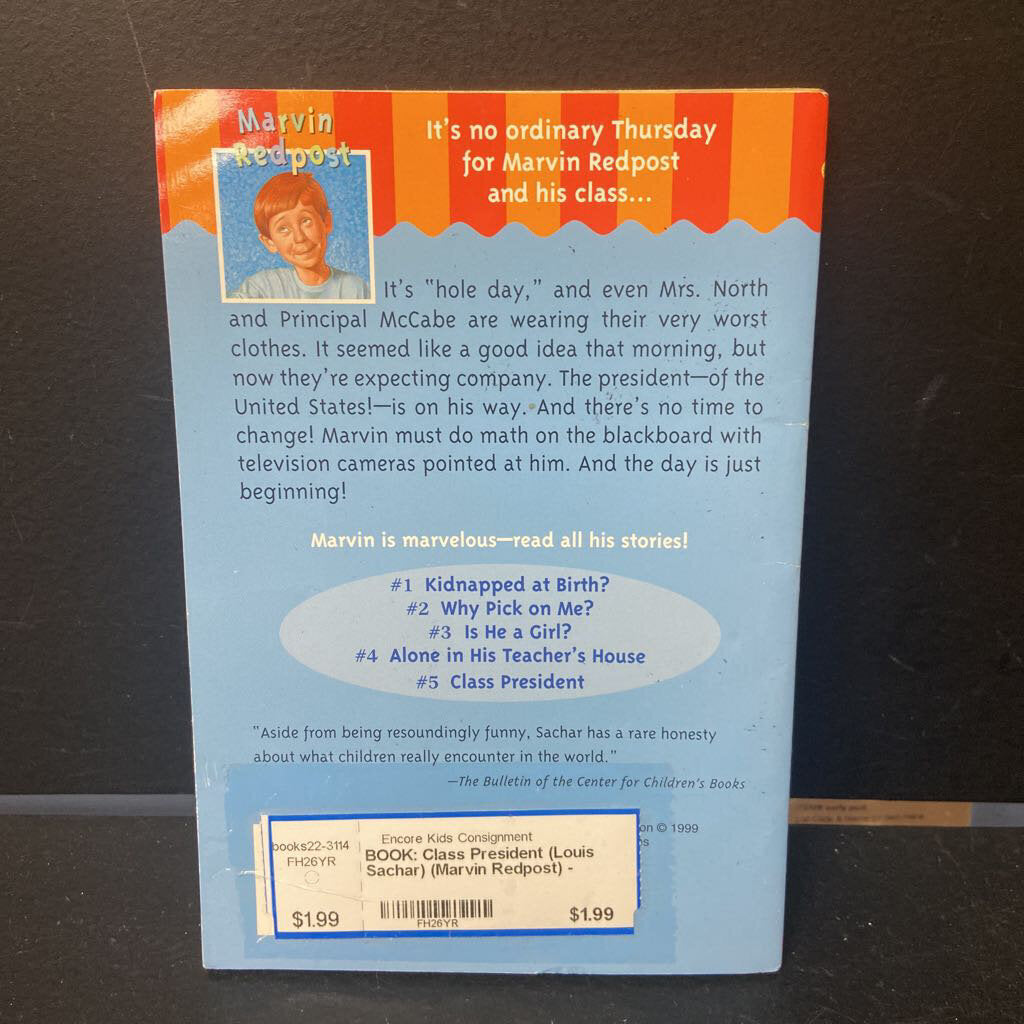 Marvin
Redpost
It's no ordinary Thursday
for Marvin Redpost
and his class...
It's "hole day," and even Mrs. North
and Principal McCabe are wearing their very worst
clothes. It seemed like a good idea that morning, but
now they're expecting company. The president—of the
United States!—is on his way. And there's no time to
change! Marvin must do math on the blackboard with
television cameras pointed at him. And the day is just
beginning!
Marvin is marvelous—read all his stories!
#1 Kidnapped at Birth?
#2 Why Pick on Me?
#3 Is He a Girl?
#4 Alone in His Teacher's House
#5 Class President
"Aside from being resoundingly funny, Sachar has a rare honesty
about what children really encounter in the world."
—The Bulletin of the Center for Children's Books
on © 1999
books22-3114
FH26YR
$1.99
Encore Kids Consignment
BOOK: Class President (Louis
Sachar) (Marvin Redpost) -
FH26YR
$1.99